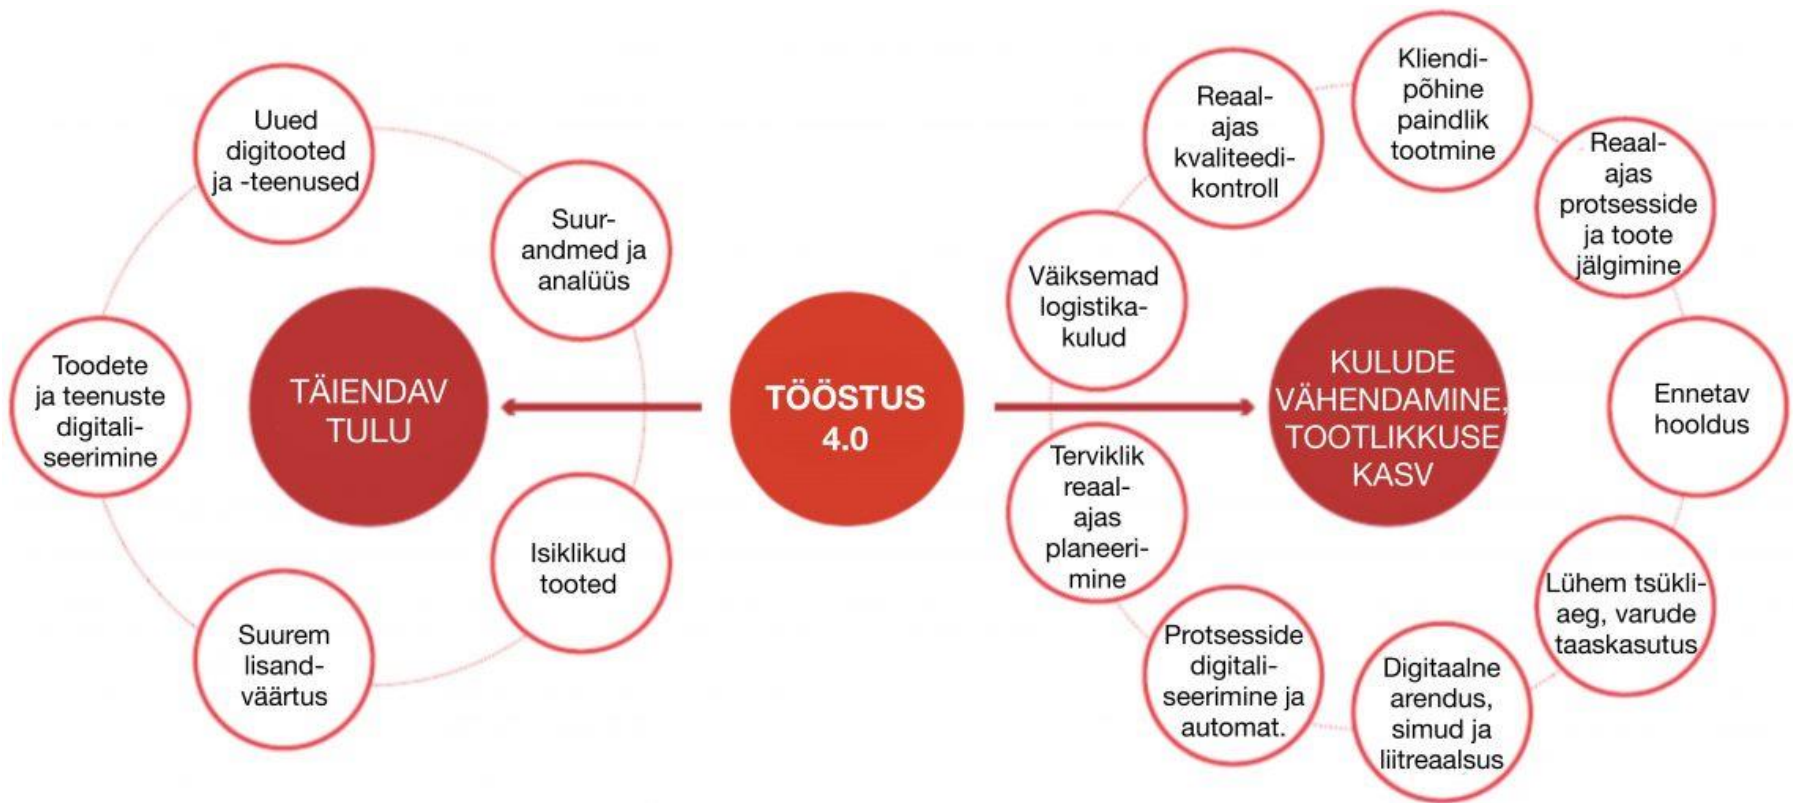 Uued
digitooted
ja -teenused
Suur-
andmed ja
analüüs
Toodete
ja teenuste
digitali-
seerimine
TÄIENDAV
TULU
Isiklikud
tooted
Suurem
lisand-
väärtus
TÖÖSTUS
4.0
Reaal-
ajas
kvaliteedi-
kontroll
Kliendi-
põhine
paindlik
tootmine
Reaal-
ajas
protsesside
ja toote
jälgimine
Väiksemad
logistika-
kulud
KULUDE
VÄHENDAMINE,
TOOTLIKKUSE
KASV
Ennetav
hooldus
Terviklik
reaal-
ajas
planeeri-
mine
Lühem tsükli-
aeg, varude
taaskasutus
Protsesside
digitali-
seerimine ja
automat.
Digitaalne
arendus,
simud ja
liitreaalsus